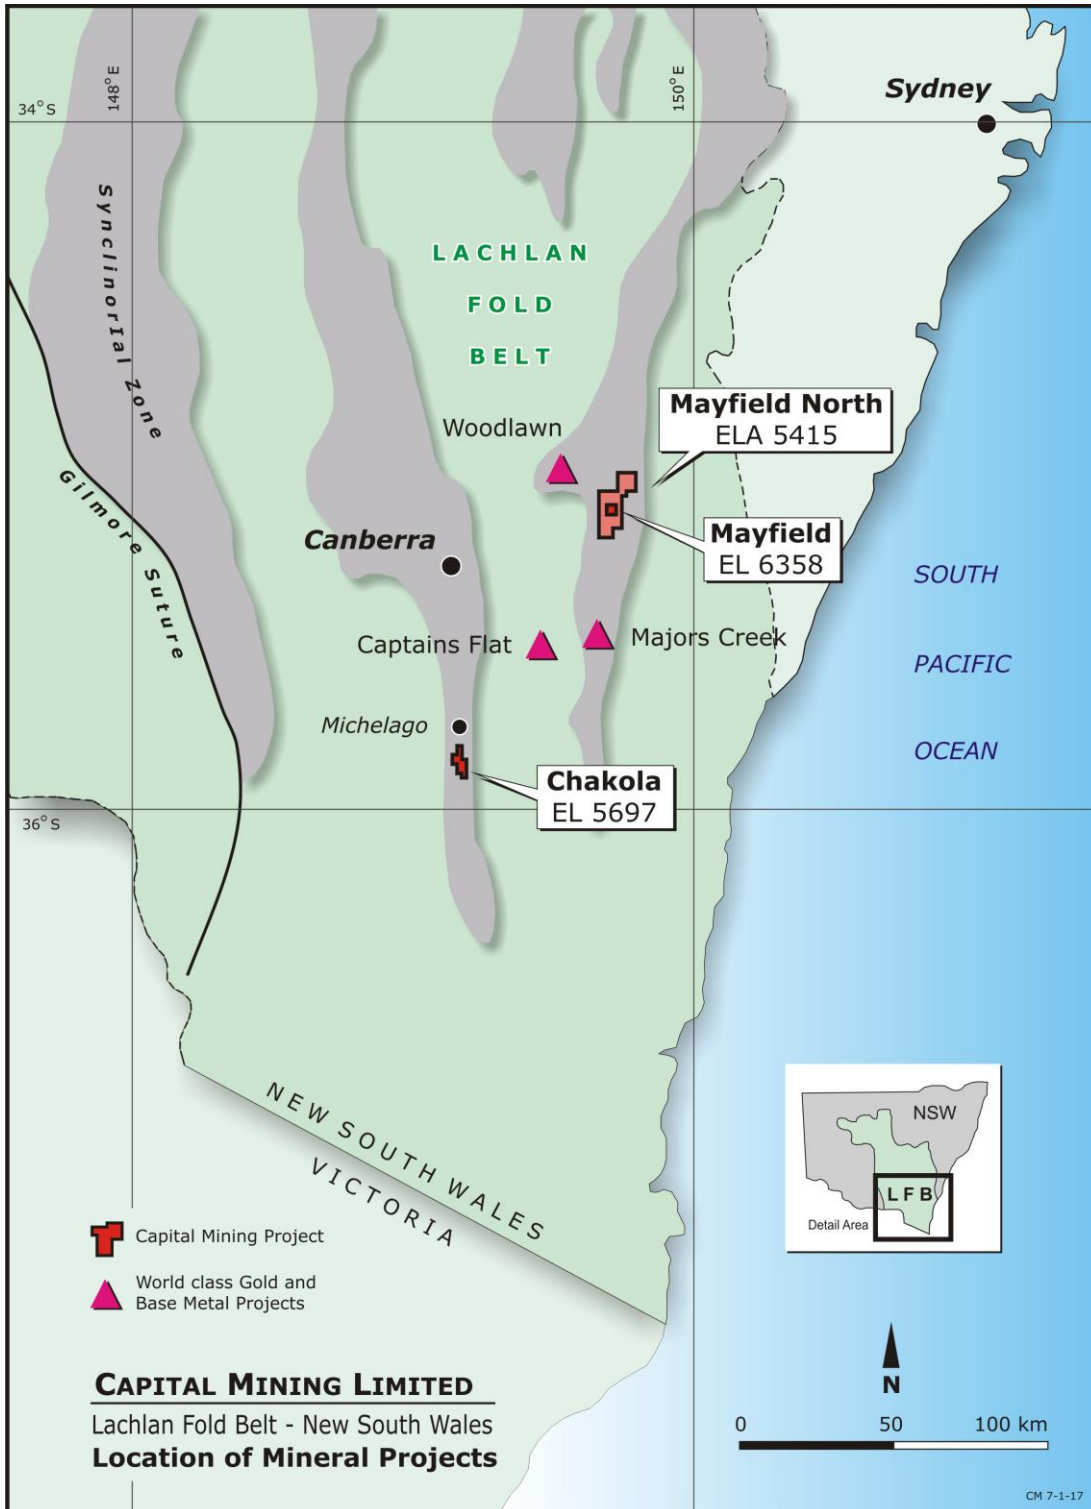 34°S
148°E
150°E
Sydney
SynclinorIal Zone
LACHLAN
FOLD
BELT
Mayfield North
ELA 5415
Woodlawn
Gilmore Suture
Mayfield
EL 6358
Canberra
SOUTH
Captains Flat
Majors Creek
PACIFIC
Michelago
OCEAN
Chakola
EL 5697
36°S
NEW SOUTH WALES
VICTORIA
NSW
LFB
Detail Area
Capital Mining Project
World class Gold and
Base Metal Projects
N
CAPITAL MINING LIMITED
Lachlan Fold Belt - New South Wales
Location of Mineral Projects
0 50 100 km
CM 7-1-17